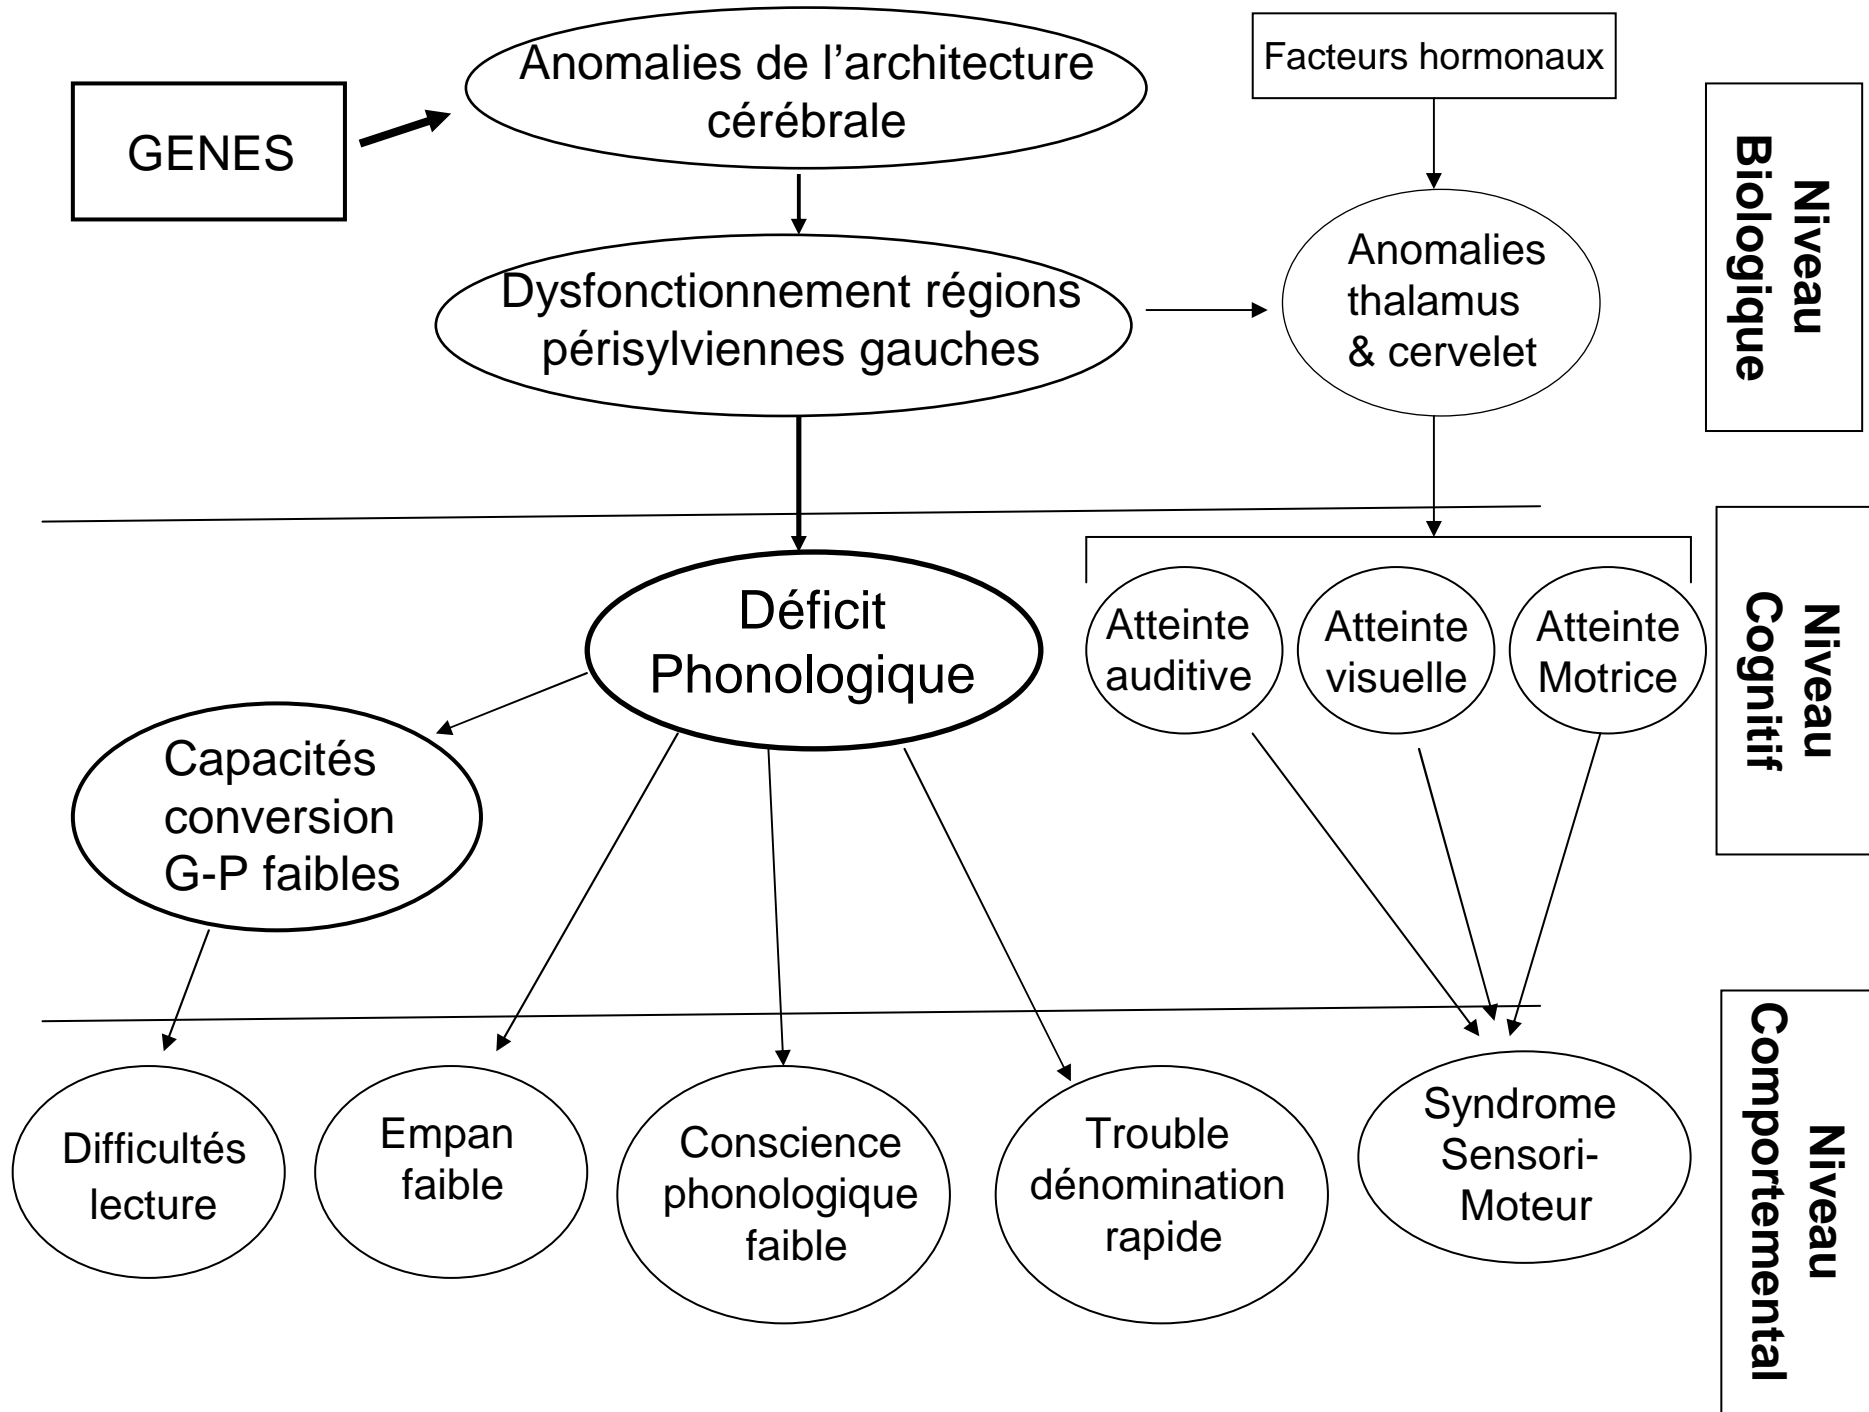 Anomalies de l'architecture
cérébrale
Facteurs hormonaux
GENES
Dysfonctionnement régions
périsylviennes gauches
Anomalies
thalamus
& cervelet
Niveau
Biologique
Déficit
Phonologique
Atteinte
auditive
Atteinte
visuelle
Atteinte
Motrice
Niveau
Cognitif
Capacités
conversion
G-P faibles
Difficultés
lecture
Empan
faible
Conscience
phonologique
faible
Trouble
dénomination
rapide
Syndrome
Sensori-
Moteur
Niveau
Comportemental